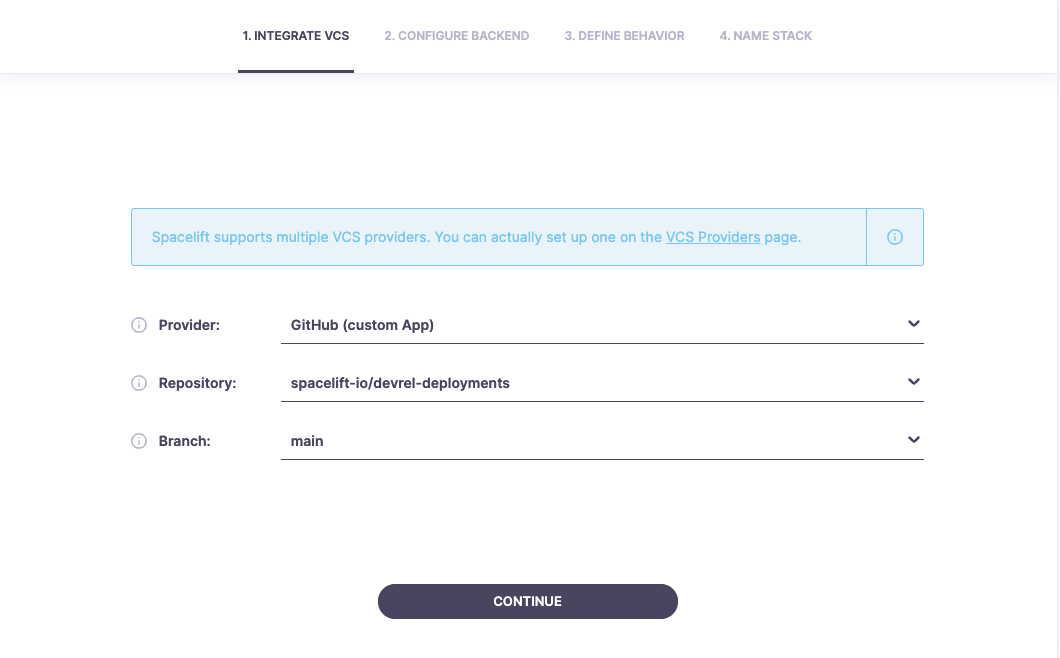 1. INTEGRATE VCS 2. CONFIGURE BACKEND 3. DEFINE BEHAVIOR 4. NAME STACK
Spacelift supports multiple VCS providers. You can actually set up one on the VCS Providers page.
Provider: GitHub (custom App)
Repository: spacelift-io/devrel-deployments
Branch: main
CONTINUE